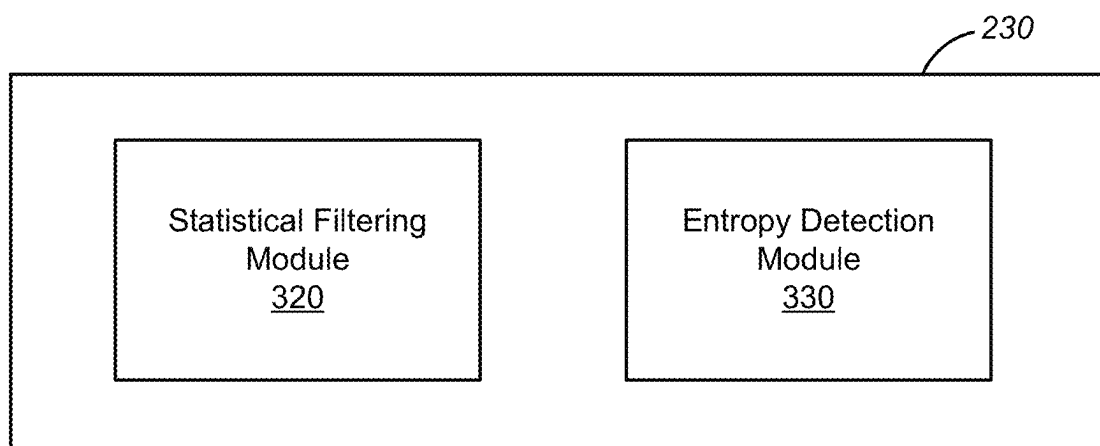 230
Statistical Filtering
Module
320
Entropy Detection
Module
330